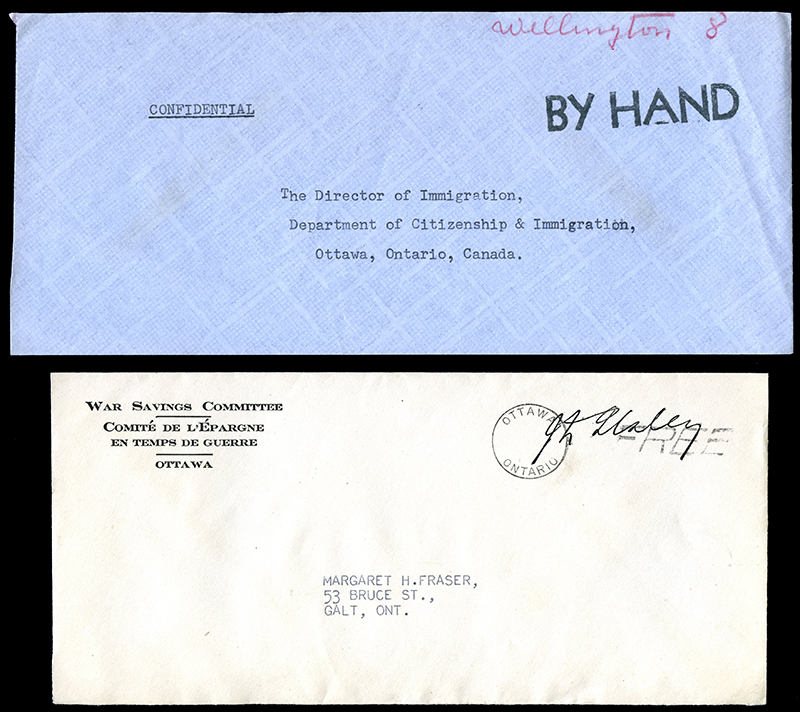 Wellington 8
CONFIDENTIAL
BY HAND
The Director of Immigration,
Department of Citizenship & Immigration,
Ottawa, Ontario, Canada.
WAR SAVINGS COMMITTEE
COMITÉ DE L'ÉPARGNE
EN TEMPS DE GUERRE
OTTAWA
OTTAWA
ONTARIO
FREE
MARGARET H.FRASER,
53 BRUCE ST.,
GALT, ONT.